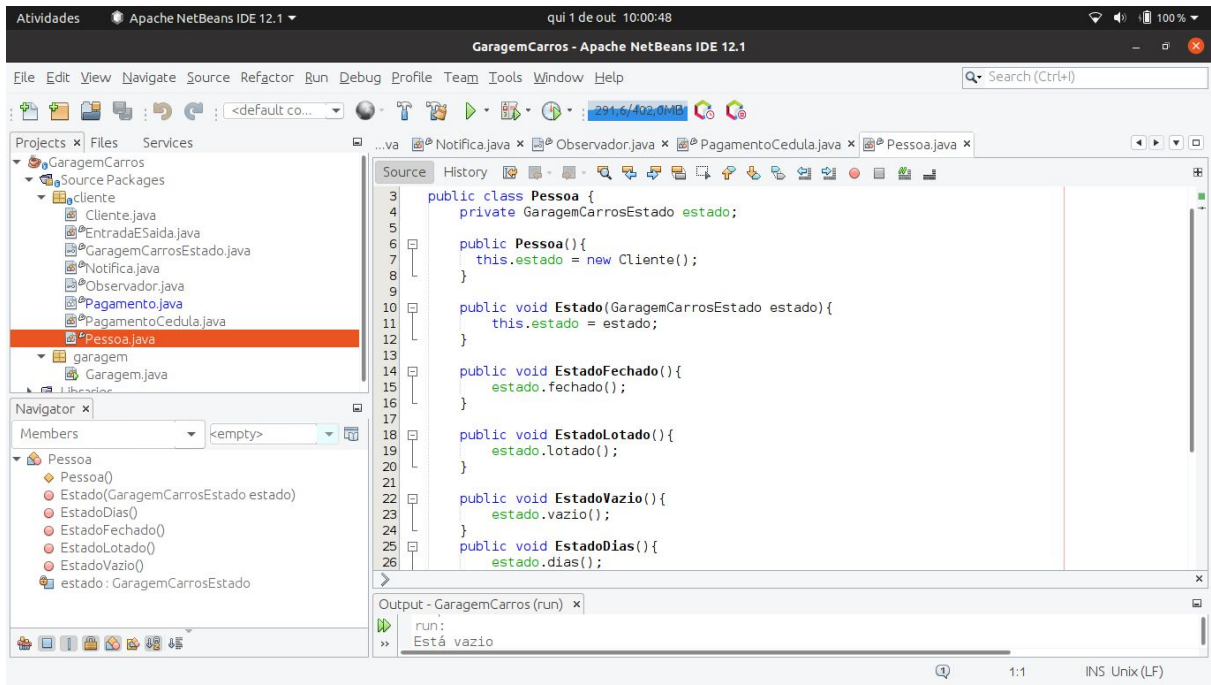 Atividades Apache NetBeans IDE 12.1 qui 1 de out 10:00:48 100 %
GaragemCarros - Apache NetBeans IDE 12.1
File Edit View Navigate Source Refactor Run Debug Profile Team Tools Window Help Search (Ctrl+I)
<default co... 291,6/402,0MB
Projects Files Services
GaragemCarros
Source Packages
cliente
Cliente.java
EntradaESaida.java
GaragemCarrosEstado.java
Notifica.java
Observador.java
Pagamento.java
PagamentoCedula.java
Pessoa.java
garagem
Garagem.java
Libraries
Navigator
Members <empty>
Pessoa
Pessoa()
Estado(GaragemCarrosEstado estado)
EstadoDias()
EstadoFechado()
EstadoLotado()
EstadoVazio()
estado : GaragemCarrosEstado
...va Notifica.java Observador.java PagamentoCedula.java Pessoa.java
Source History
3 public class Pessoa {
4 private GaragemCarrosEstado estado;
5
6 public Pessoa(){
7 this.estado = new Cliente();
8 }
9
10 public void Estado(GaragemCarrosEstado estado){
11 this.estado = estado;
12 }
13
14 public void EstadoFechado(){
15 estado.fechado();
16 }
17
18 public void EstadoLotado(){
19 estado.lotado();
20 }
21
22 public void EstadoVazio(){
23 estado.vazio();
24 }
25 public void EstadoDias(){
26 estado.dias();
Output - GaragemCarros (run)
run:
Está vazio
1 1:1 INS Unix (LF)